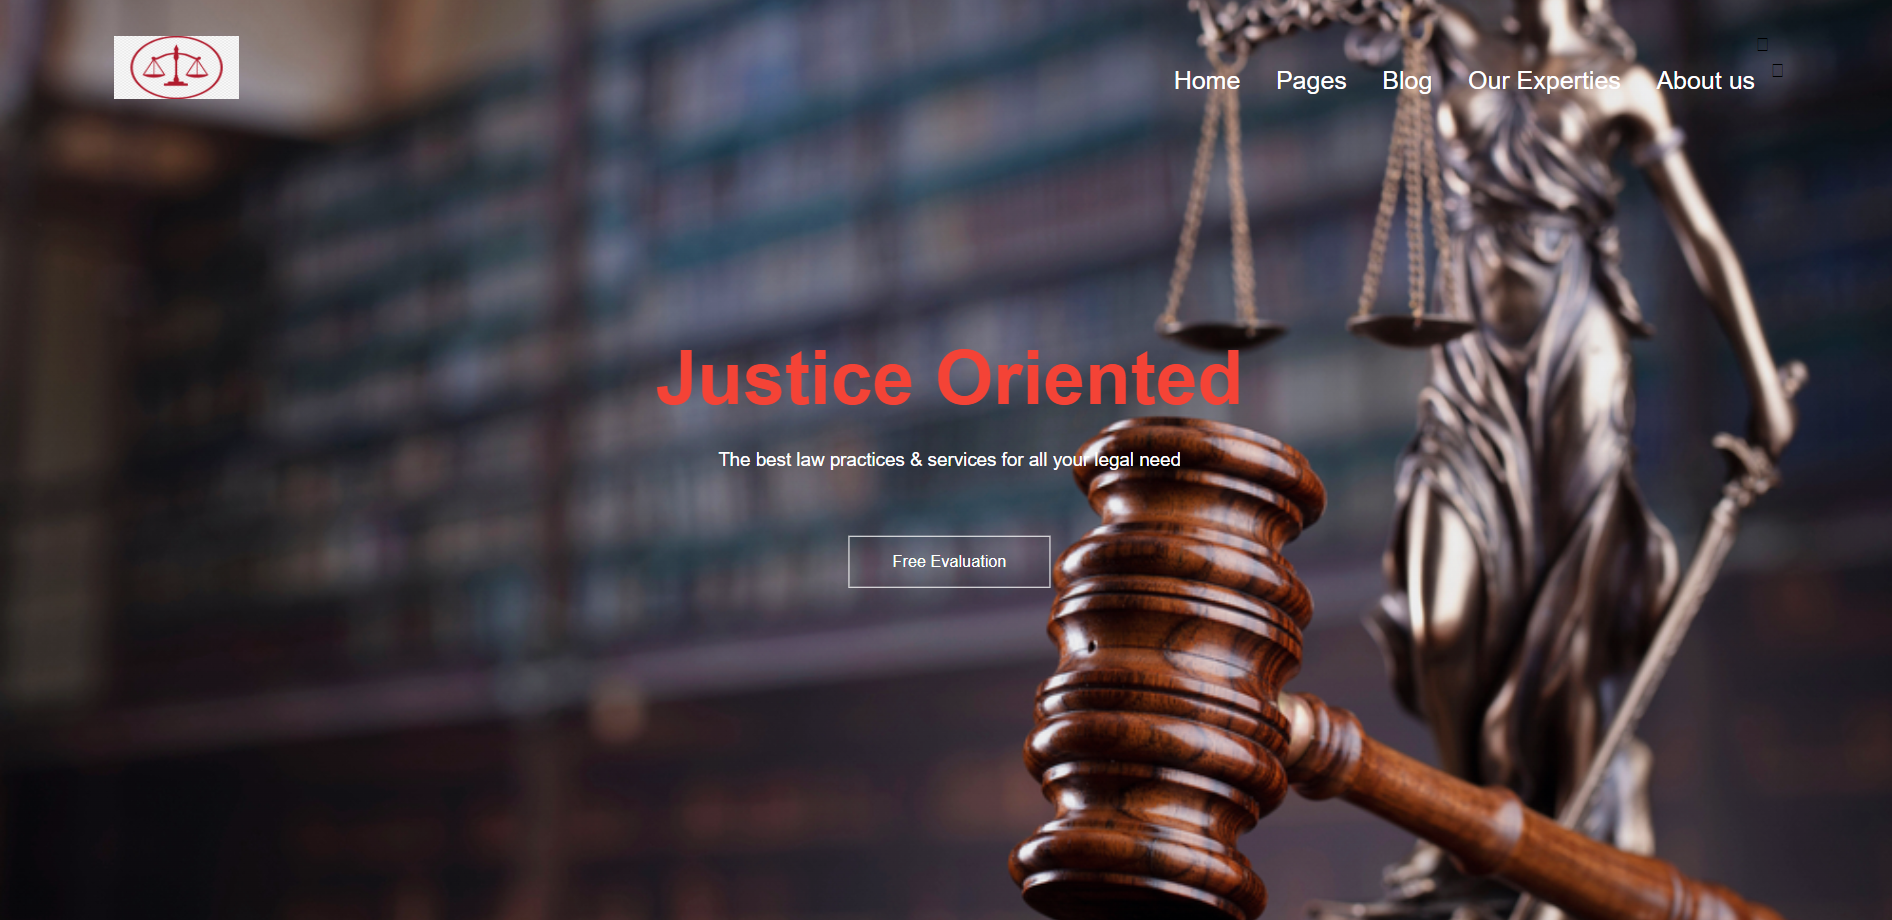 Home Pages Blog Our Experties About us
Justice Oriented
The best law practices & services for all your legal need
Free Evaluation